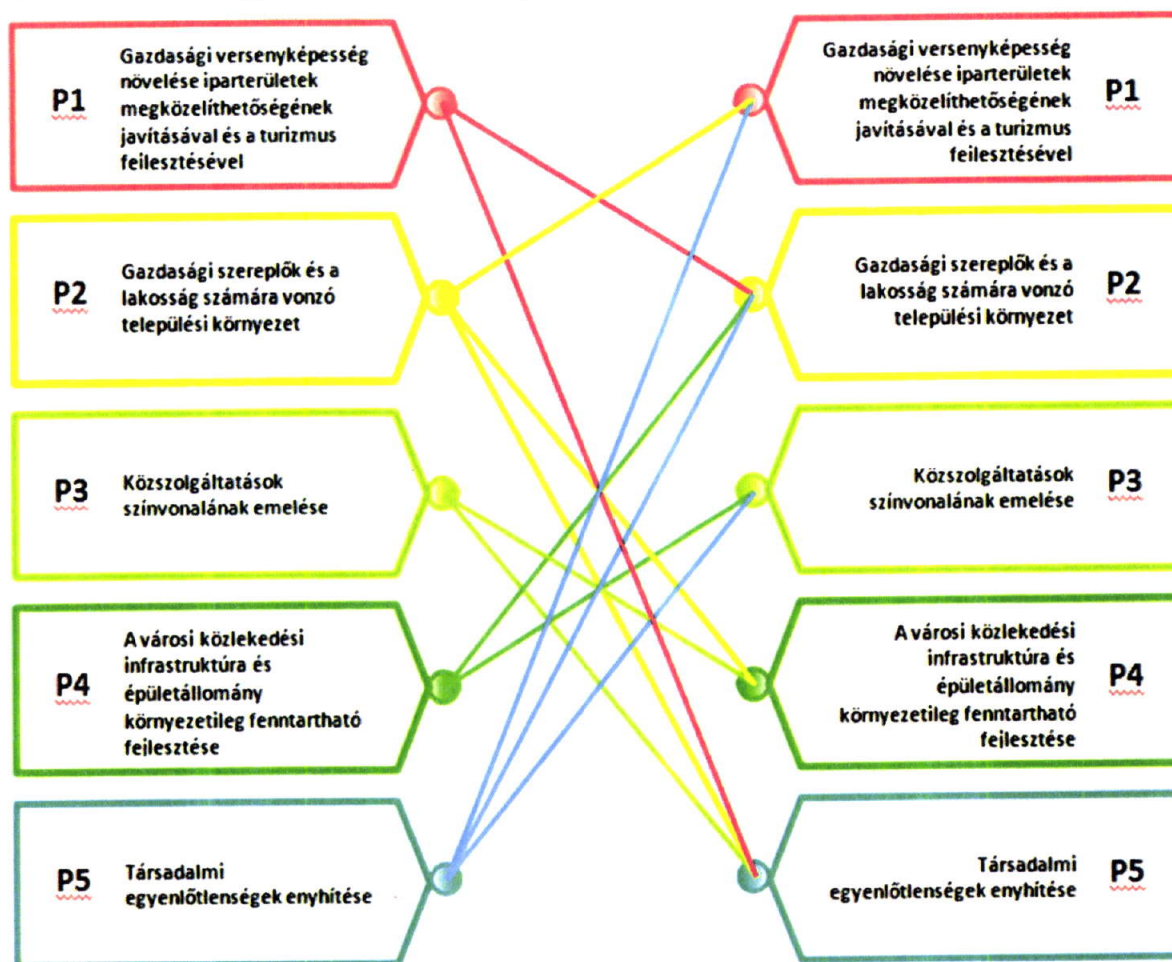 P1
Gazdasági versenyképesség
növelése iparterületek
megközelíthetőségének
javításával és a turizmus
feilesztésével
P1
Gazdasági versenyképesség
növelése iparterületek
megközelíthetőségének
javításával és a turizmus
feilesztésével
P2
Gazdasági szereplők és a
lakosság számára vonzó
települési környezet
P2
Gazdasági szereplők és a
lakosság számára vonzó
települési környezet
P3
Közszolgáltatások
színvonalának emelése
P3
Közszolgáltatások
színvonalának emelése
P4
A városi közlekedési
infrastruktúra és
épületállomány
környezetileg fenntartható
fejlesztése
P4
A városi közlekedési
infrastruktúra és
épületállomány
környezetileg fenntartható
fejlesztése
P5
Társadalmi
egyenlőtlenségek enyhítése
P5
Társadalmi
egyenlőtlenségek enyhítése